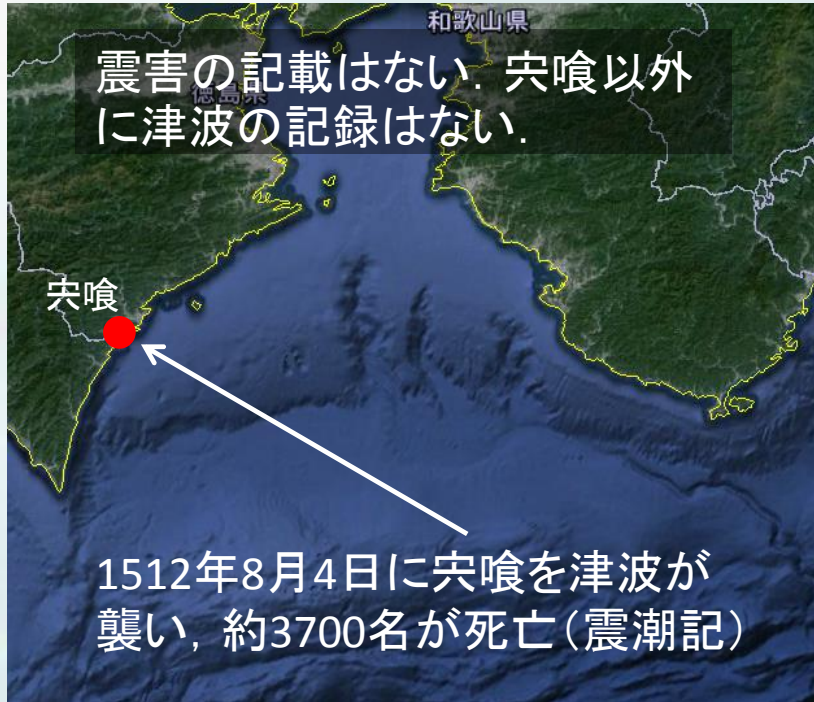 和歌山県
震害の記載はない．宍喰以外
徳島県
に津波の記録はない．
宍喰
1512年8月4日に宍喰を津波が
襲い，約3700名が死亡（震潮記）